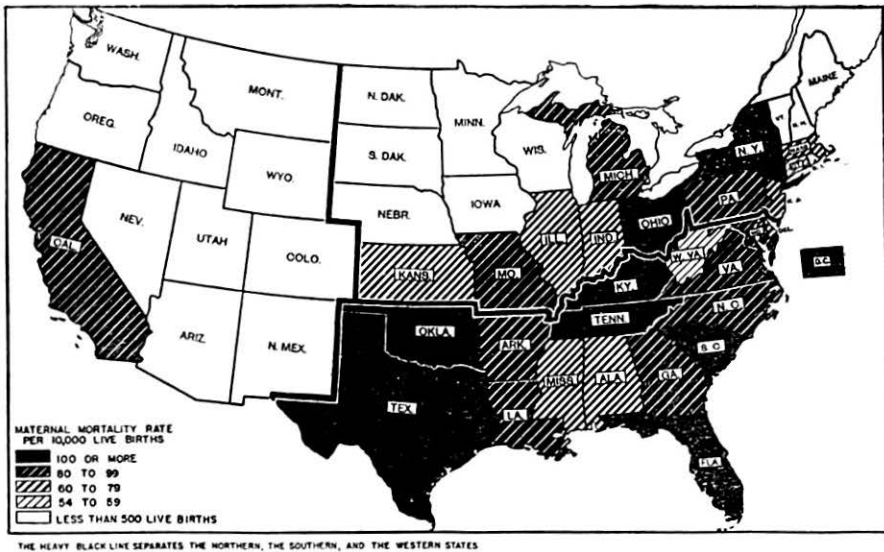 WASH.
MONT.
N. DAK.
MINN.
MAINE
OREG.
IDAHO
S. DAK.
WIS.
VT.
N.H.
N.Y.
WYO.
MICH.
MASS.
NEBR.
IOWA
PA.
N.J.
CAL.
NEV.
UTAH
COLO.
KANS.
MO.
ILL.
IND.
OHIO
W. VA.
VA.
DEL.
D.C.
KY.
ARIZ.
N. MEX.
OKLA.
ARK.
TENN.
N.C.
S.C.
TEX.
LA.
MISS.
ALA.
GA.
FLA.
MATERNAL MORTALITY RATE
PER 10,000 LIVE BIRTHS
100 OR MORE
80 TO 99
60 TO 79
54 TO 59
LESS THAN 500 LIVE BIRTHS
THE HEAVY BLACK LINE SEPARATES THE NORTHERN, THE SOUTHERN, AND THE WESTERN STATES